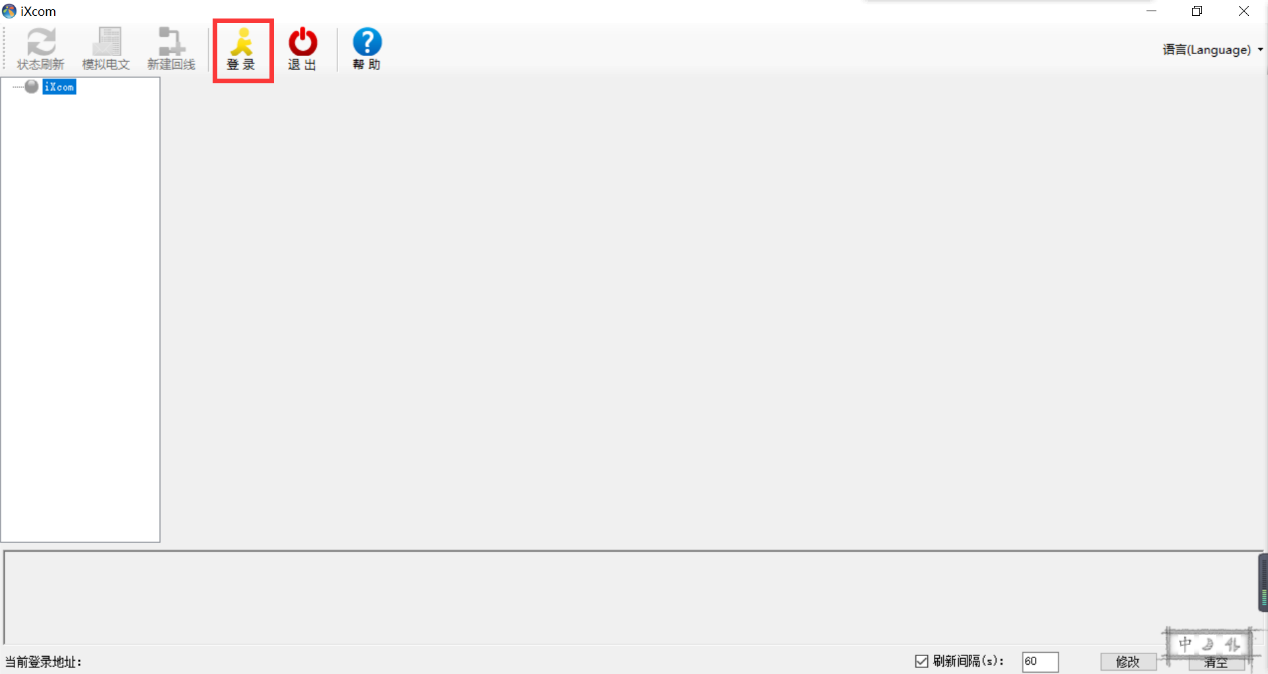 iXcom
状态刷新 模拟电文 新建回线 登 录 退 出 ? 帮 助 语言(Language)
iXcom
当前登录地址: 刷新间隔(s): 60 修改 清空
中